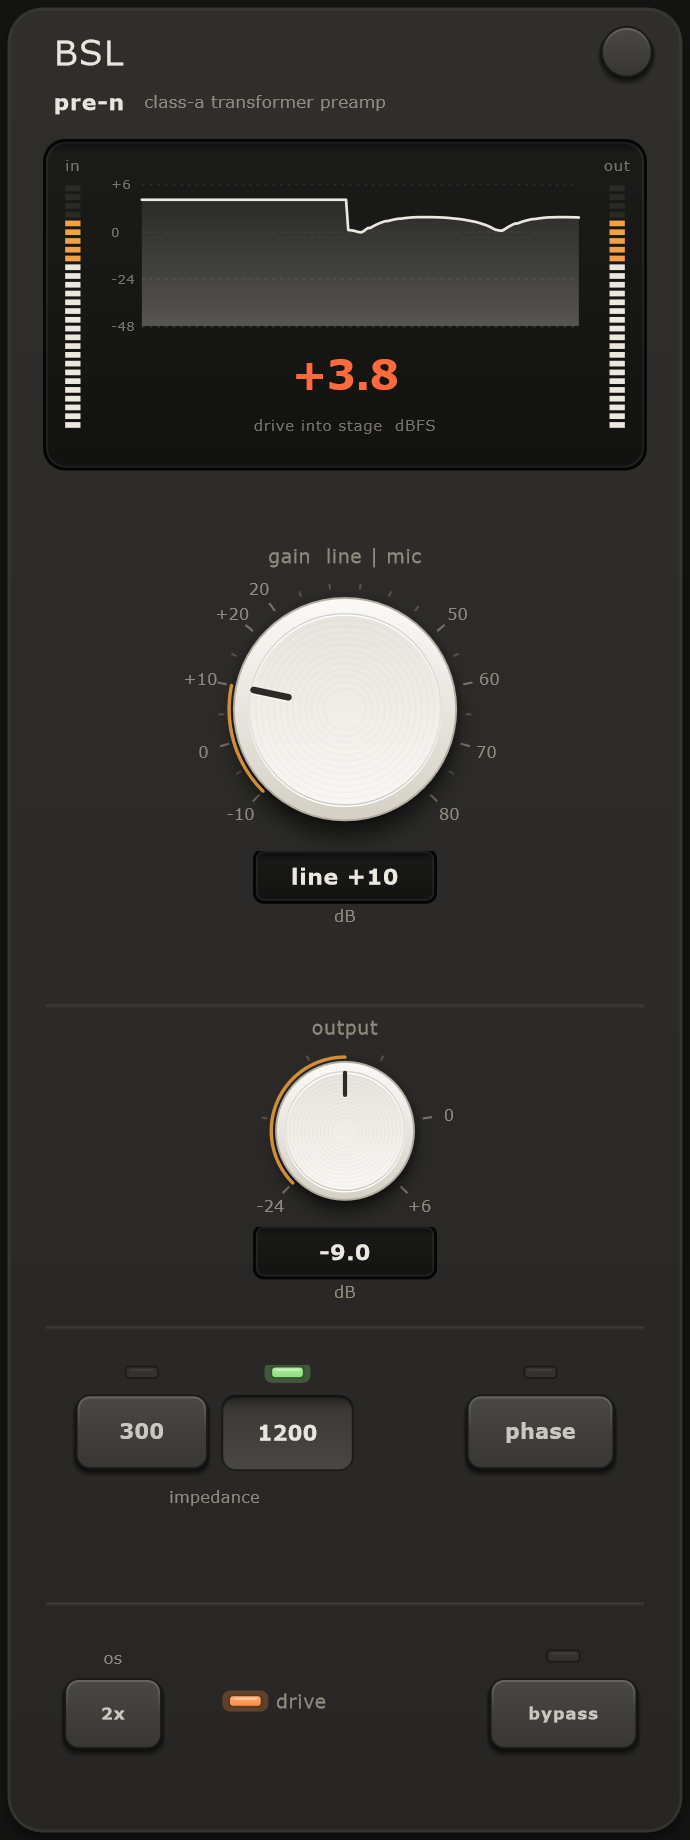 BSL
pre-n class-a transformer preamp
in out
+6
0
-24
-48
+3.8
drive into stage dBFS
gain line | mic
20
+20 50
+10 60
0 70
-10 80
line +10
dB
output
0
-24 +6
-9.0
dB
300 1200 phase
impedance
os
2x drive bypass